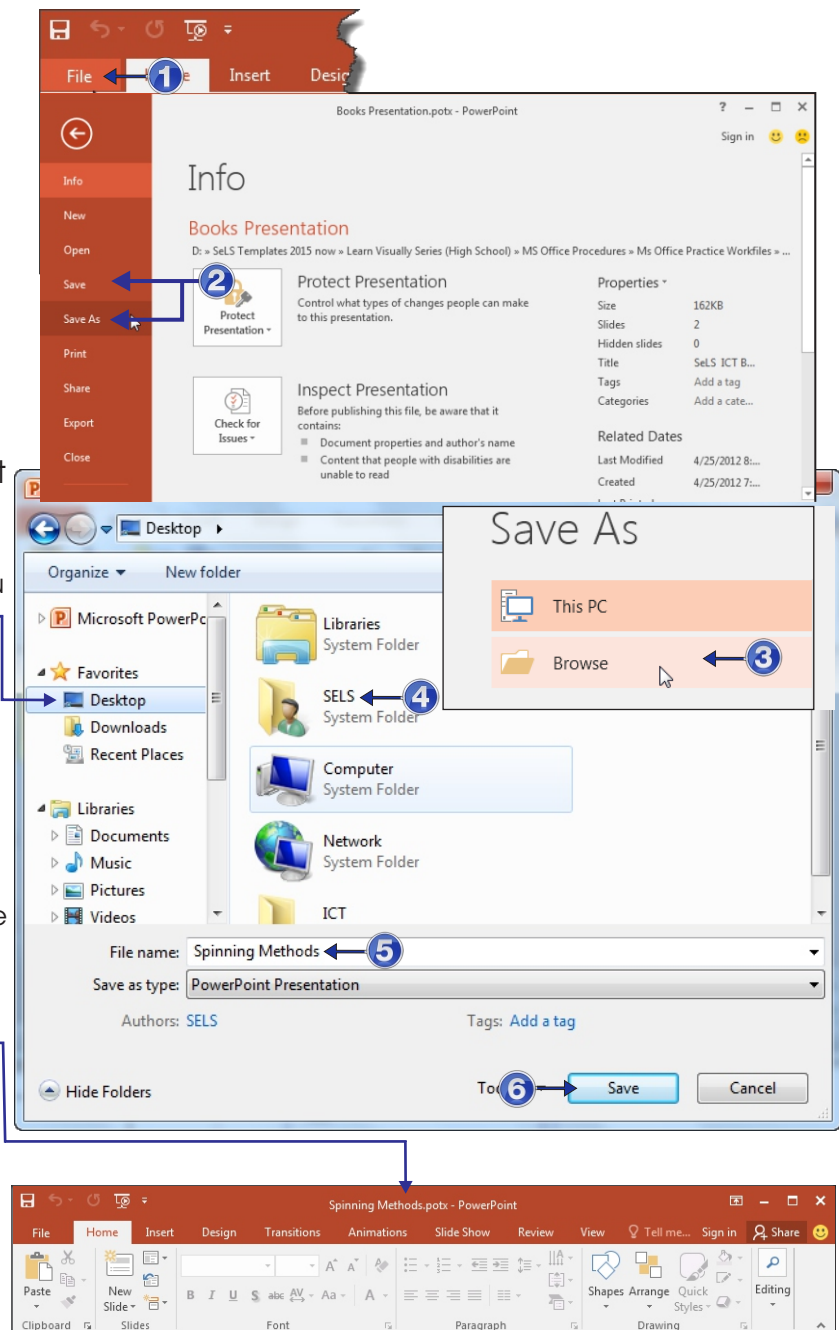 File
1
e
Insert
Desig
Books Presentation.potx - PowerPoint
?
Sign in
Info
New
Open
Save
Save As
Print
Share
Export
Close
2
Info
Books Presentation
D: » SeLS Templates 2015 now » Learn Visually Series (High School) » MS Office Procedures » Ms Office Practice Workfiles » ...
Protect
Presentation
Protect Presentation
Control what types of changes people can make
to this presentation.
Check for
Issues
Inspect Presentation
Before publishing this file, be aware that it
contains:
Document properties and author's name
Content that people with disabilities are
unable to read
Properties
Size 162KB
Slides 2
Hidden slides 0
Title SeLS ICT B...
Tags Add a tag
Categories Add a cate...
Related Dates
Last Modified 4/25/2012 8:...
Created 4/25/2012 7:...
t
u
e
Desktop
Organize New folder
Microsoft PowerPc
Favorites
Desktop
Downloads
Recent Places
Libraries
Documents
Music
Pictures
Videos
Libraries
System Folder
SELS 4
System Folder
Computer
System Folder
Network
System Folder
ICT
Save As
This PC
Browse 3
File name: Spinning Methods 5
Save as type: PowerPoint Presentation
Authors: SELS Tags: Add a tag
Hide Folders
6 Save Cancel
Spinning Methods.potx - PowerPoint
File Home Insert Design Transitions Animations Slide Show Review View Tell me... Sign in Share
Paste
New
Slide
B I U S abc AV Aa A
Shapes Arrange Quick
Styles
Editing
Clipboard Slides Font Paragraph Drawing